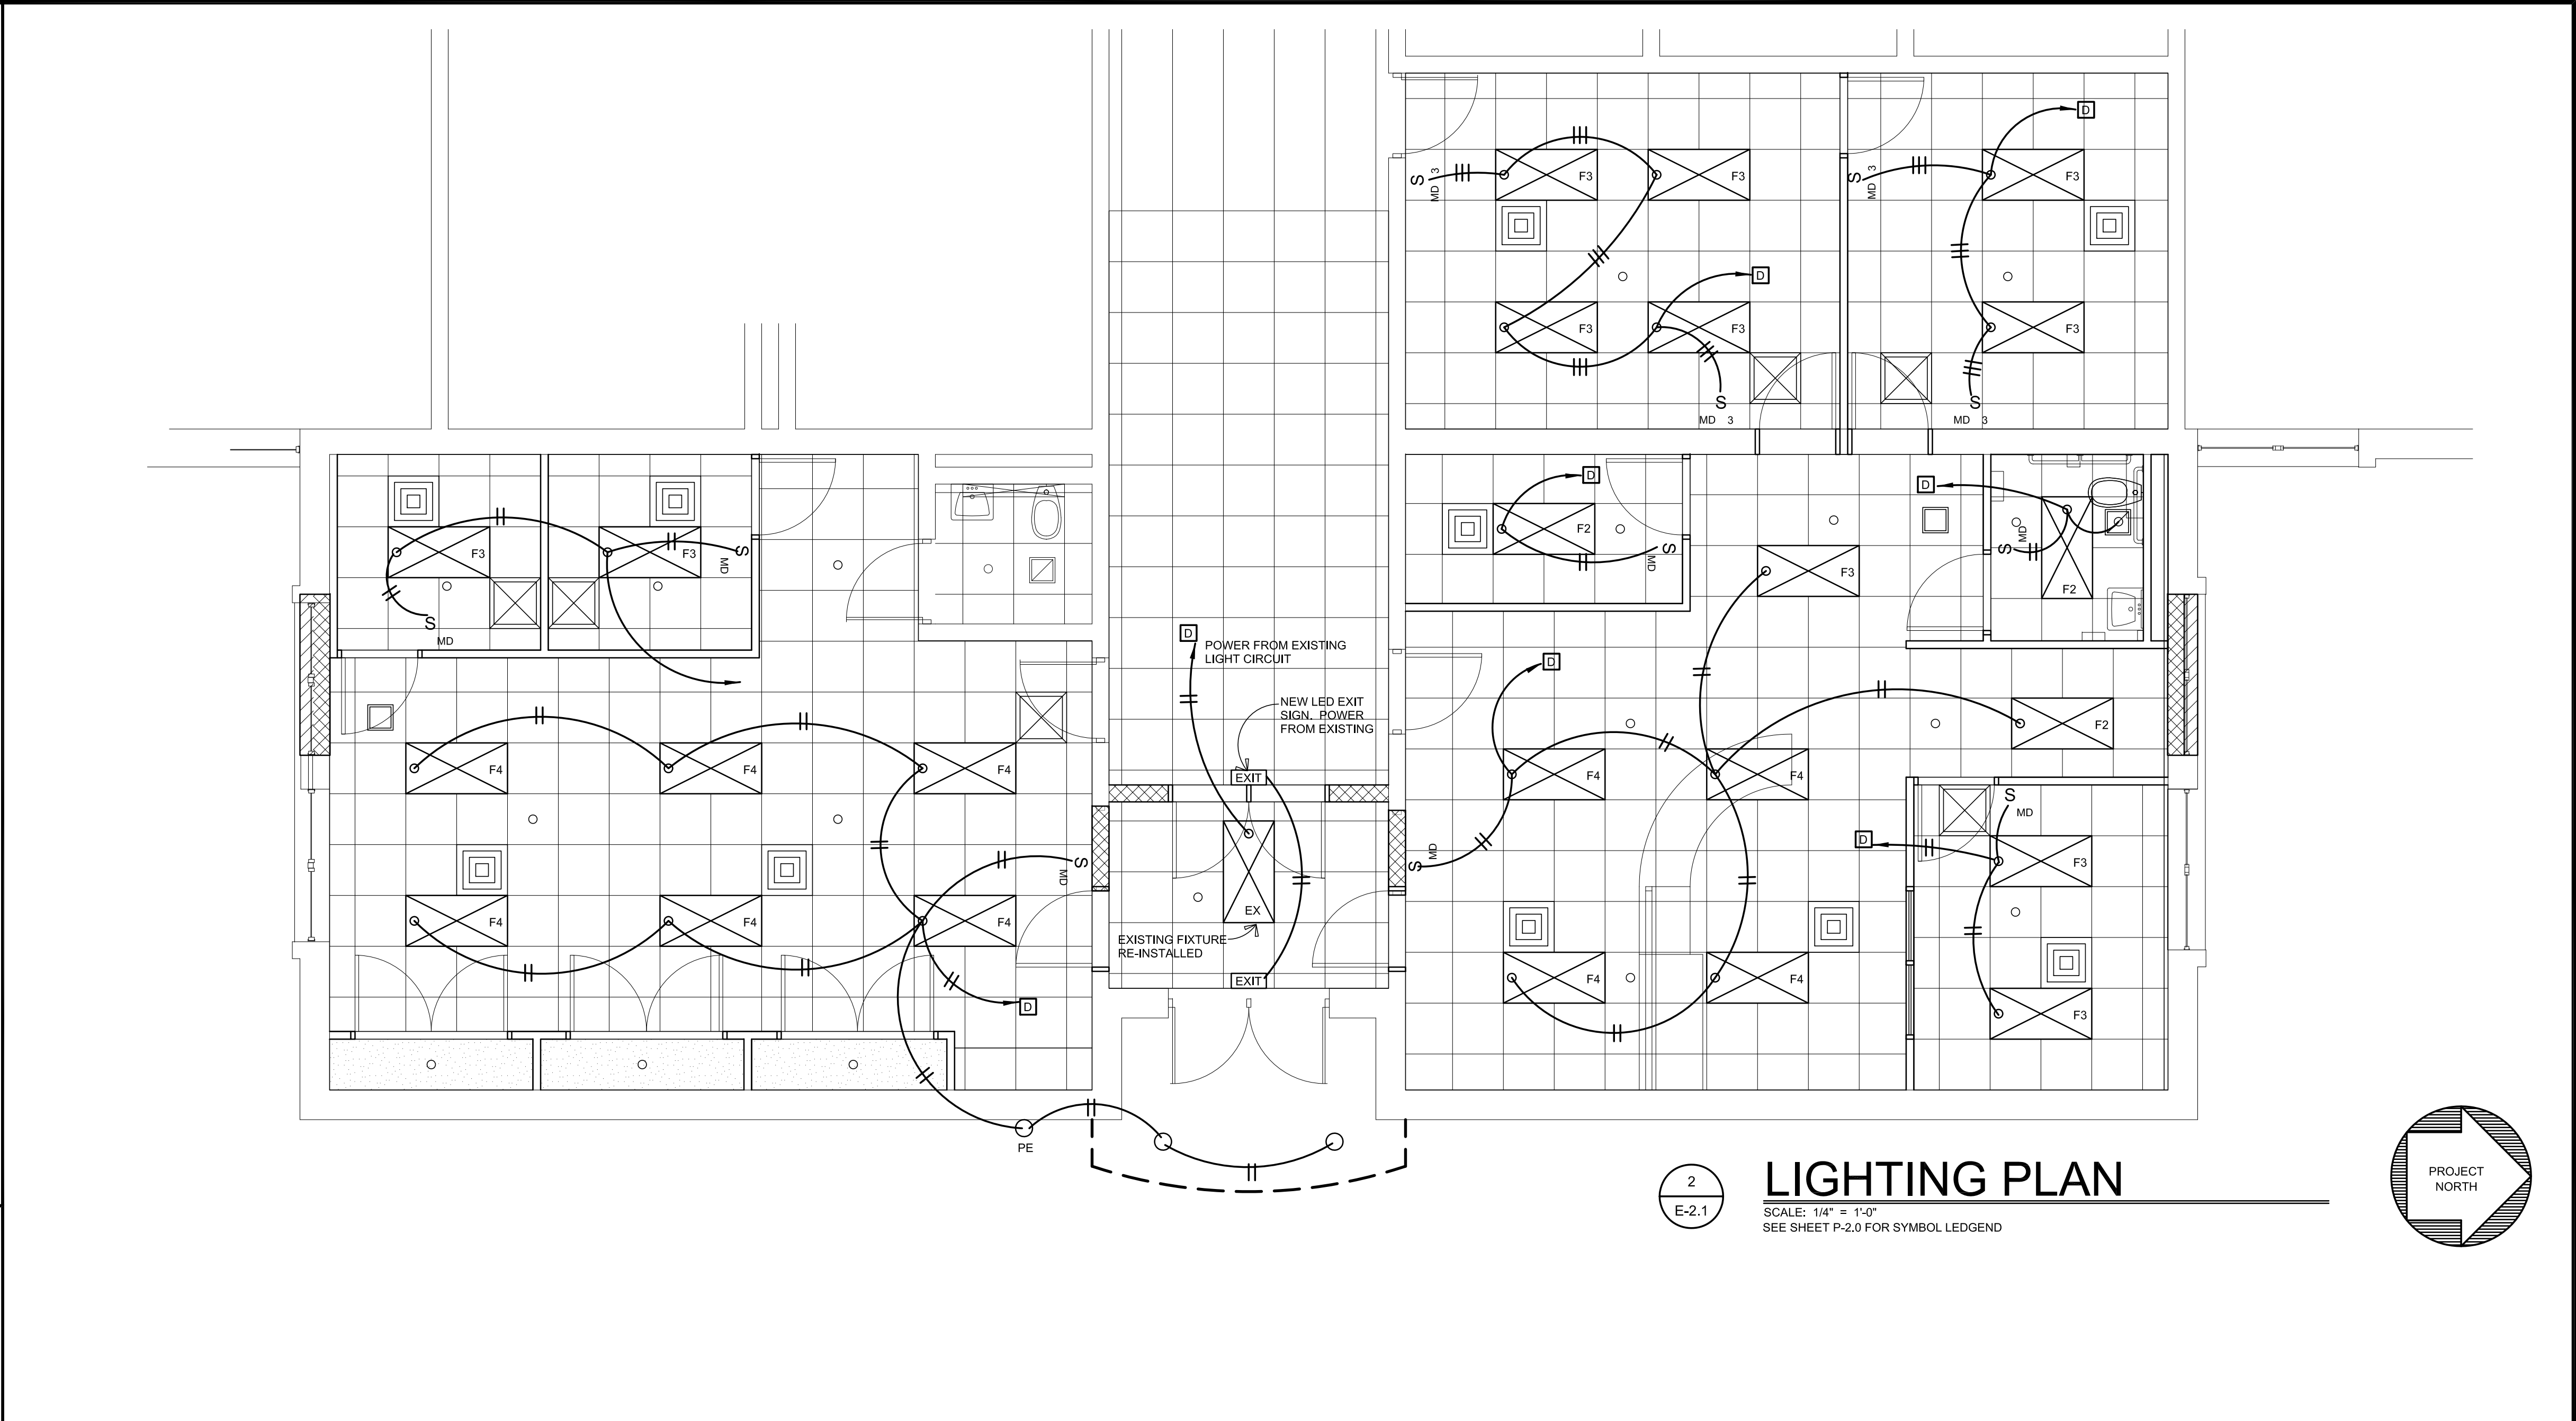 D
F3
F3
F3
S
MD 3
S
MD 3
D
F3
F3
F3
S
MD 3
S
MD 3
D
D
F2
S
MD
F3
S
MD
F2
F3
F3
S
MD
S
MD
D
POWER FROM EXISTING
LIGHT CIRCUIT
D
NEW LED EXIT
SIGN. POWER
FROM EXISTING
F2
F4
F4
F4
EXIT
F4
F4
S
MD
D
F3
S
MD
S
MD
F4
F4
F4
EX
EXISTING FIXTURE
RE-INSTALLED
EXIT
F4
F4
D
F3
PE
2
E-2.1
LIGHTING PLAN
SCALE: 1/4" = 1'-0"
SEE SHEET P-2.0 FOR SYMBOL LEDGEND
PROJECT
NORTH